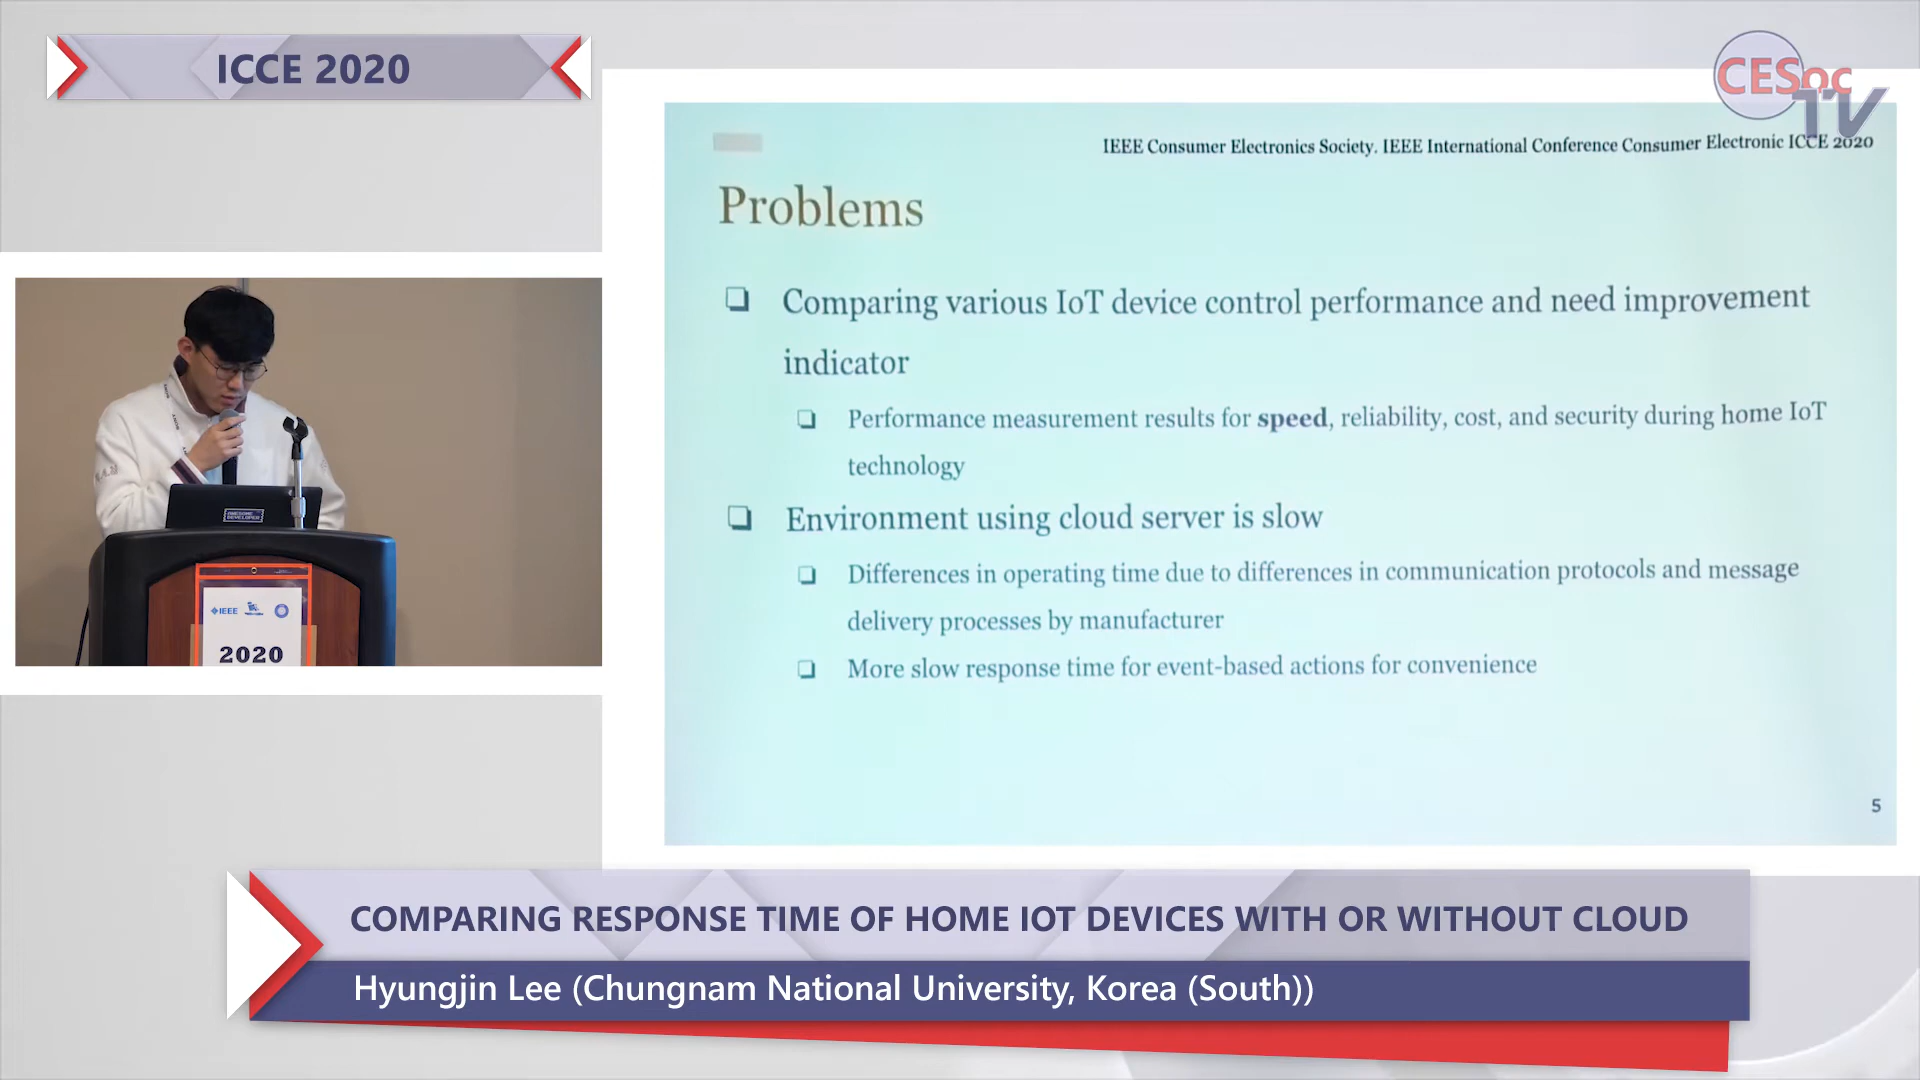 ICCE 2020
CESoc
TV
IEEE Consumer Electronics Society. IEEE International Conference Consumer Electronic ICCE 2020
Problems
Comparing various IoT device control performance and need improvement
indicator
Performance measurement results for speed, reliability, cost, and security during home IoT
technology
Environment using cloud server is slow
Differences in operating time due to differences in communication protocols and message
delivery processes by manufacturer
More slow response time for event-based actions for convenience
5
AWESOME
DEVELOPER
IEEE
2020
COMPARING RESPONSE TIME OF HOME IOT DEVICES WITH OR WITHOUT CLOUD
Hyungjin Lee (Chungnam National University, Korea (South))